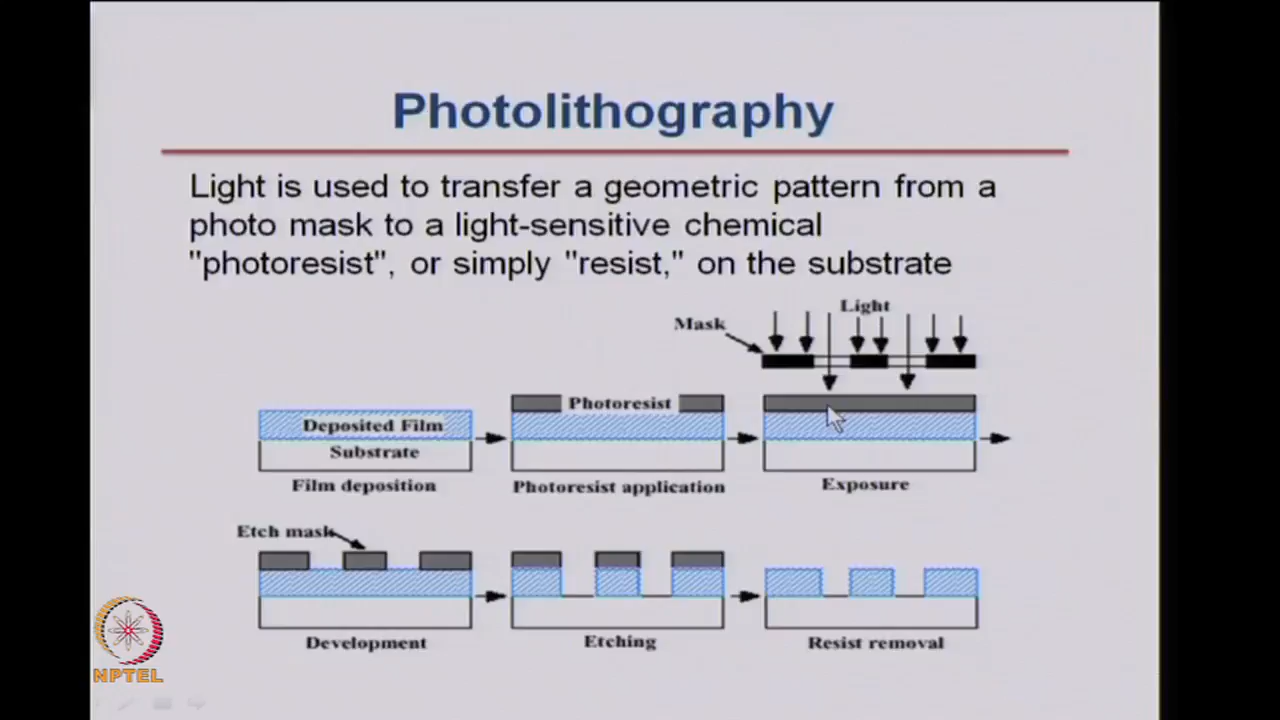 Photolithography
Light is used to transfer a geometric pattern from a
photo mask to a light-sensitive chemical
"photoresist", or simply "resist," on the substrate
Light
Mask
Photoresist
Deposited Film
Substrate
Film deposition
Photoresist application
Exposure
Etch mask
Development
Etching
Resist removal
NPTEL